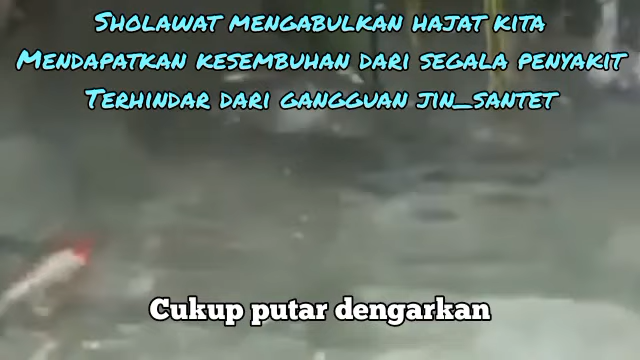 Sholawat mengabulkan hajat kita
Mendapatkan kesembuhan dari segala penyakit
Terhindar dari gangguan jin_santet
Cukup putar dengarkan